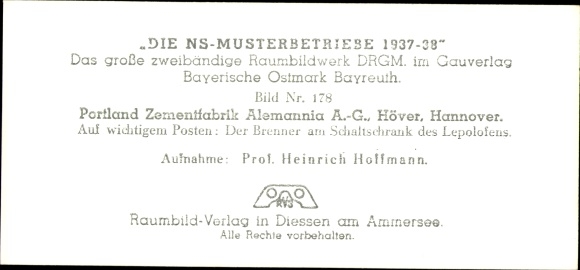 „DIE NS-MUSTERBETRIEBE 1937-38"
Das große zweibändige Raumbildwerk DRGM. im Gauverlag
Bayerische Ostmark Bayreuth.
Bild Nr. 178
Portland Zementfabrik Alemannia A.-G., Höver, Hannover.
Auf wichtigem Posten: Der Brenner am Schaltschrank des Lepolofens.
Aufnahme: Prof. Heinrich Hoffmann.
RVS
Raumbild-Verlag in Diessen am Ammersee.
Alle Rechte vorbehalten.